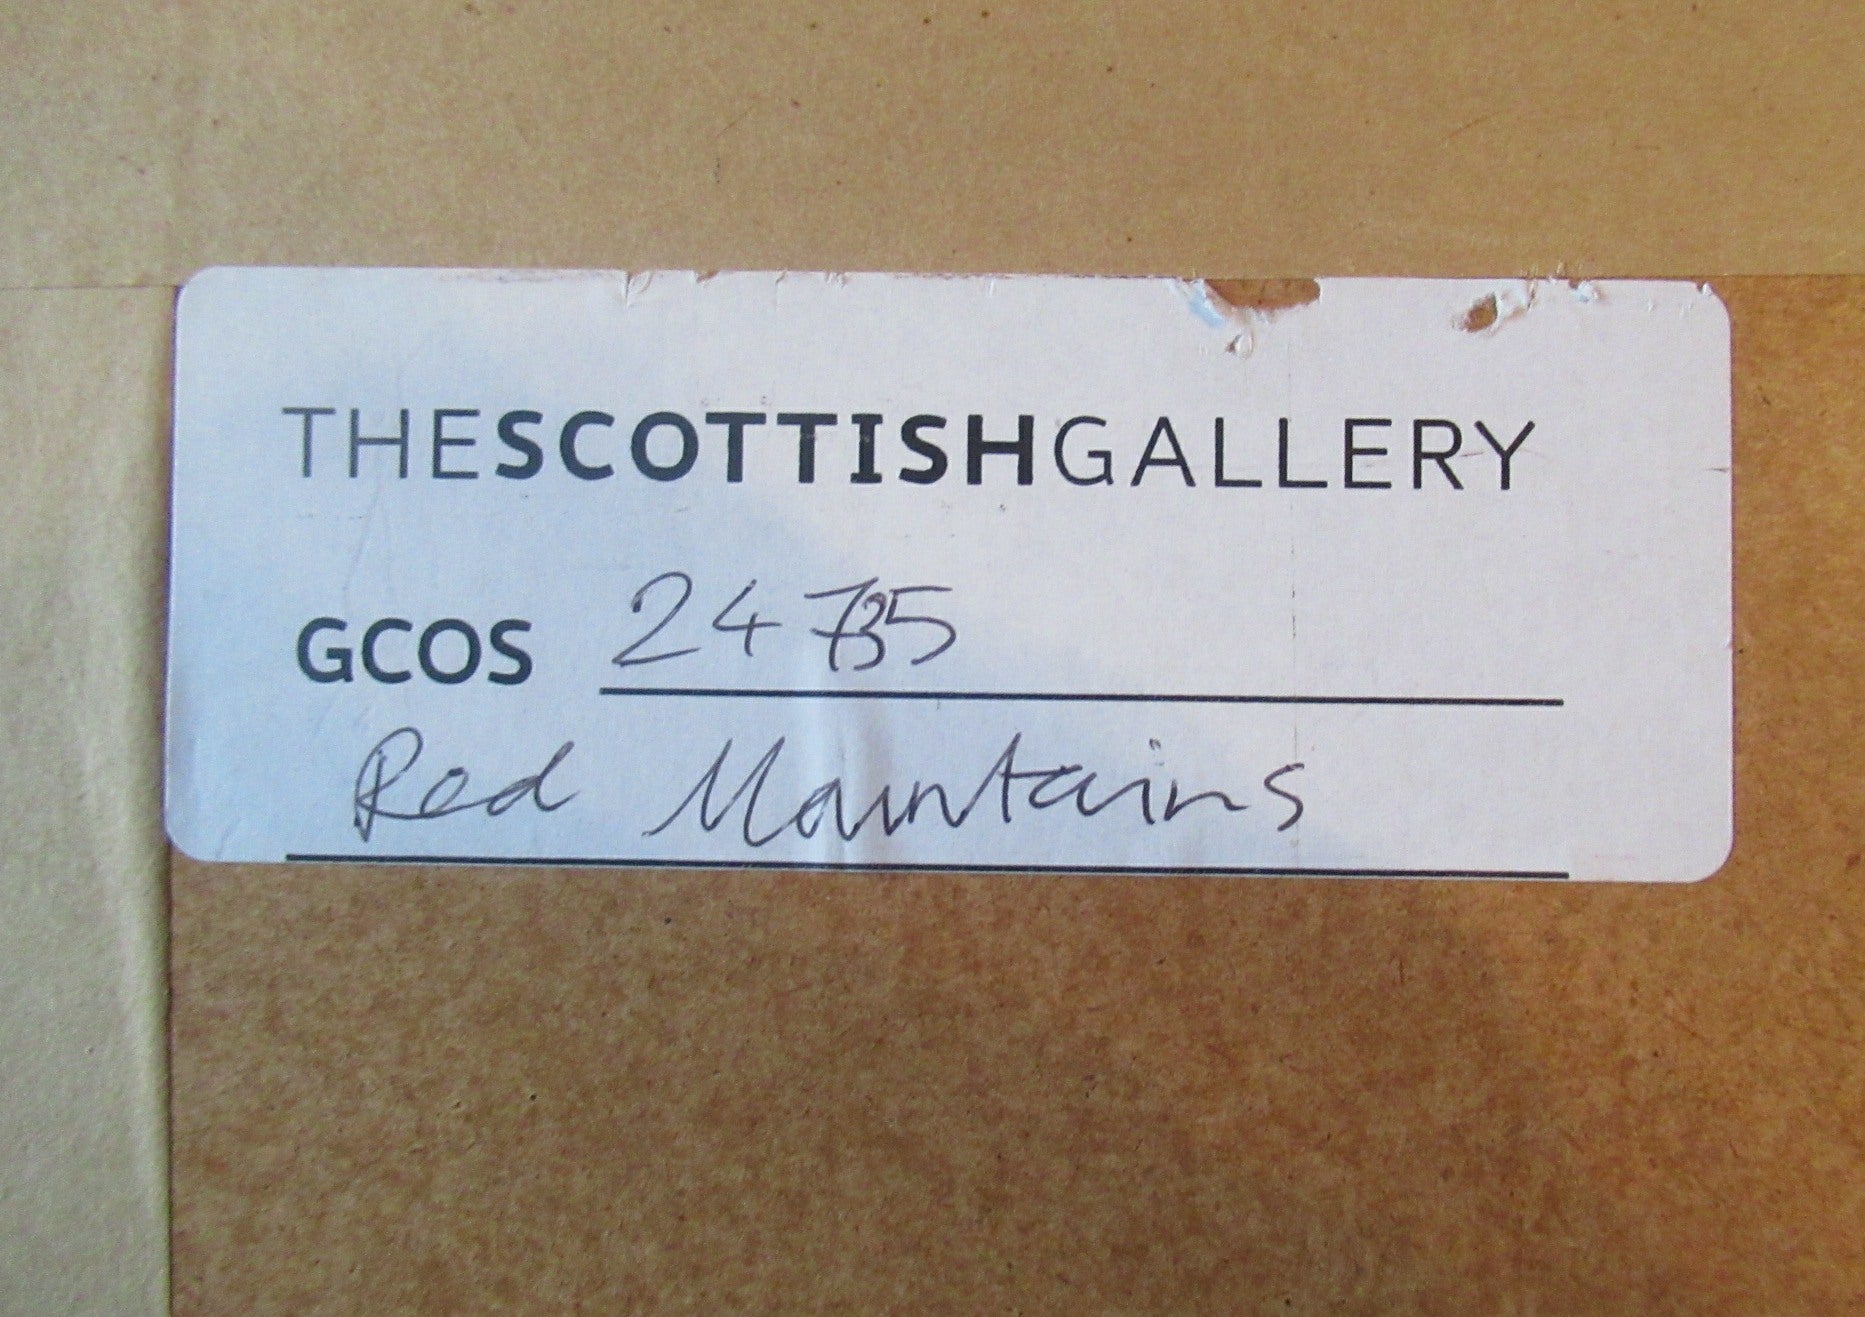 THESCOTTISHGALLERY
GCOS 24735
Red Mountains